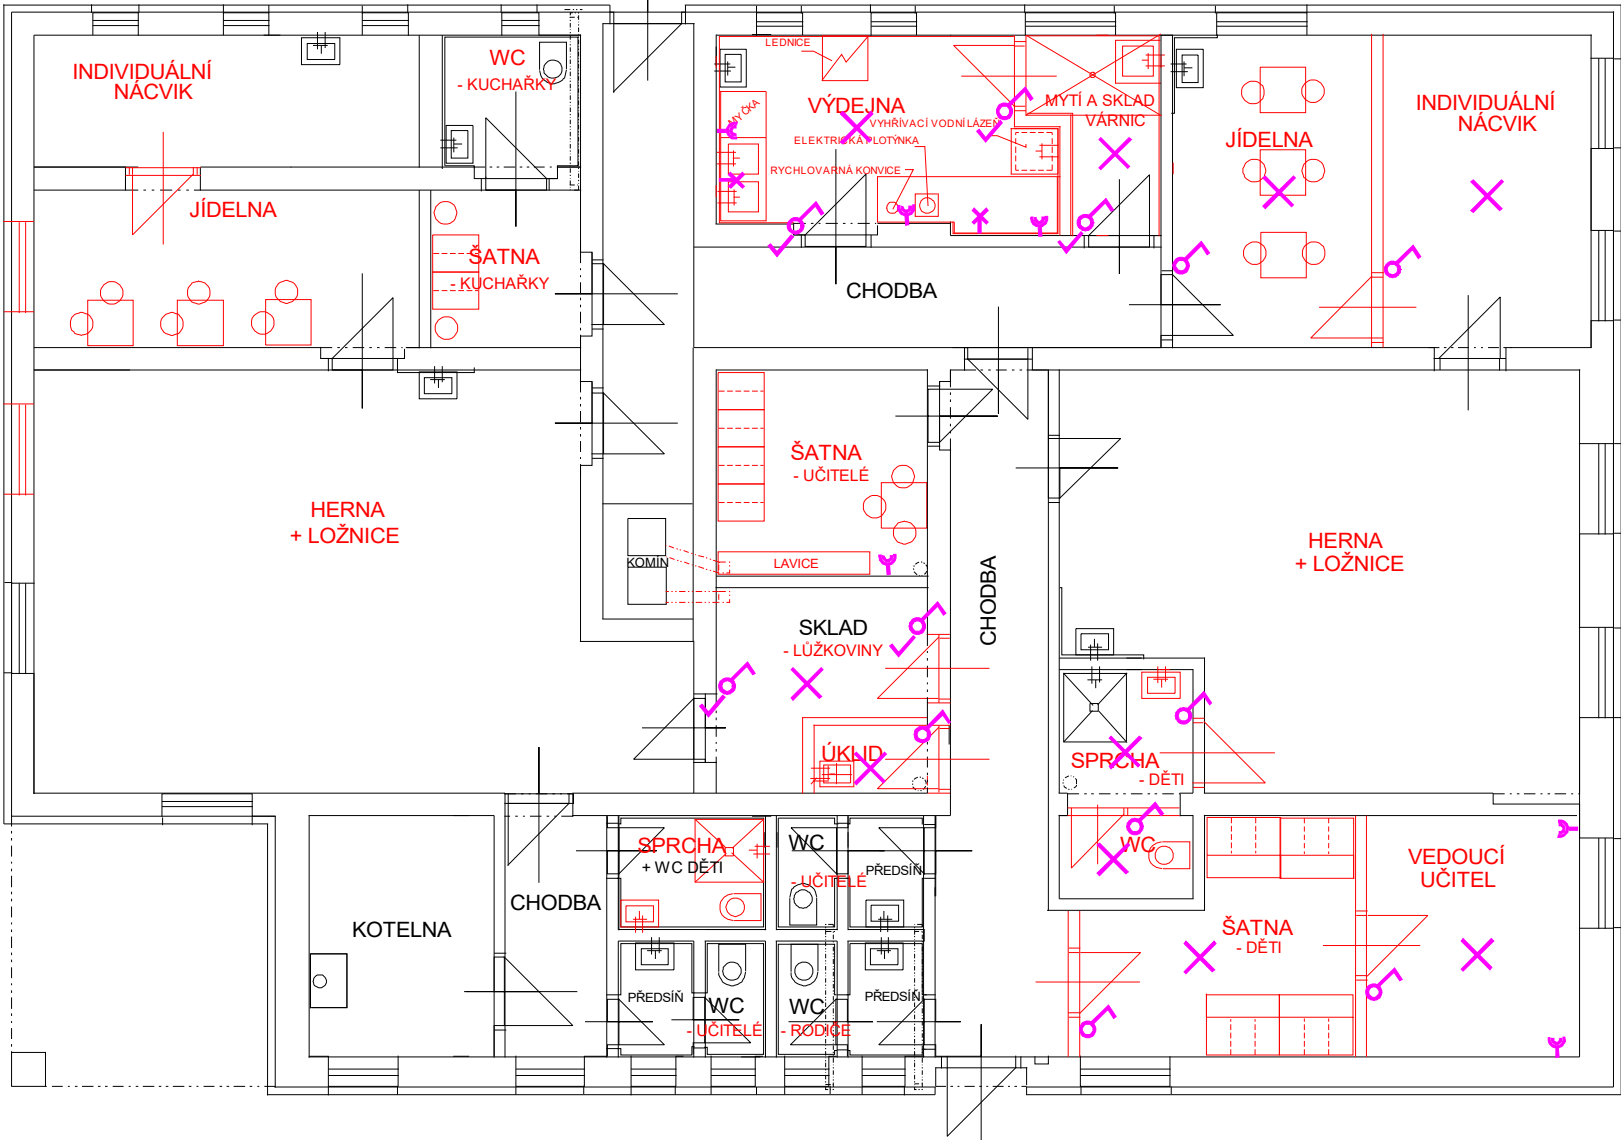 INDIVIDUÁLNÍ
NÁCVIK
WC
- KUCHAŘKY
JÍDELNA
ŠATNA
- KUCHAŘKY
LEDNICE
VÝDEJNA
MYČKA
VYHŘÍVACÍ VODNÍ LÁZEŇ
ELEKTRICKÁ PLOTÝNKA
RYCHLOVARNÁ KONVICE
MYTÍ A SKLAD
VÁRNIC
JÍDELNA
INDIVIDUÁLNÍ
NÁCVIK
CHODBA
HERNA
+ LOŽNICE
KOMÍN
ŠATNA
- UČITELÉ
LAVICE
SKLAD
- LŮŽKOVINY
ÚKLID
CHODBA
HERNA
+ LOŽNICE
SPRCHA
- DĚTI
WC
KOTELNA
CHODBA
SPRCHA
+ WC DĚTI
WC
- UČITELÉ
PŘEDSÍŇ
PŘEDSÍŇ
WC
- UČITELÉ
WC
- RODIČE
PŘEDSÍŇ
ŠATNA
- DĚTI
VEDOUCÍ
UČITEL